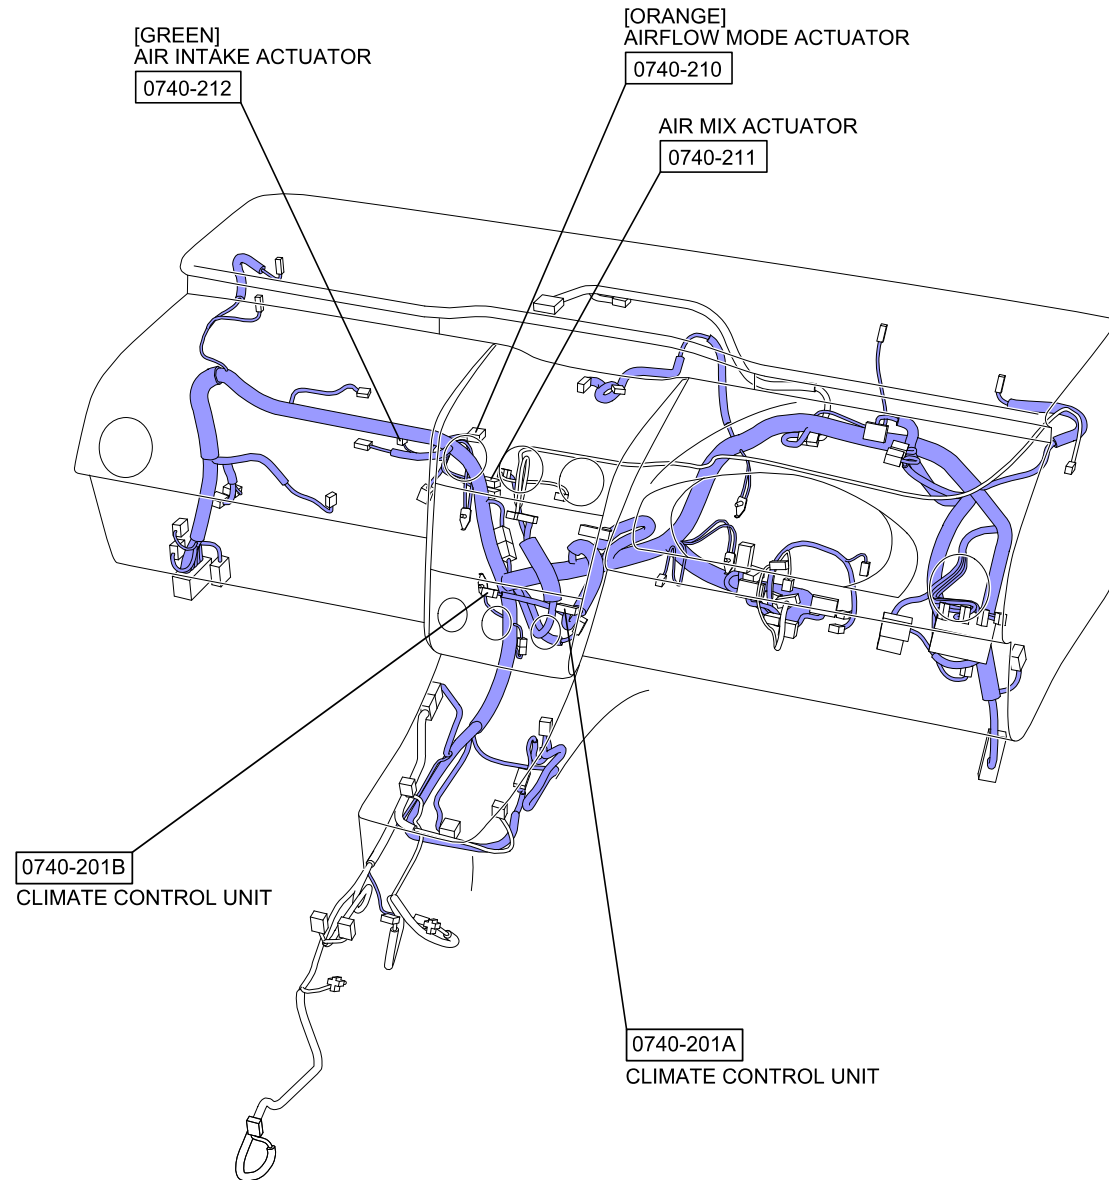 [GREEN]
AIR INTAKE ACTUATOR
0740-212
[ORANGE]
AIRFLOW MODE ACTUATOR
0740-210
AIR MIX ACTUATOR
0740-211
0740-201B
CLIMATE CONTROL UNIT
0740-201A
CLIMATE CONTROL UNIT